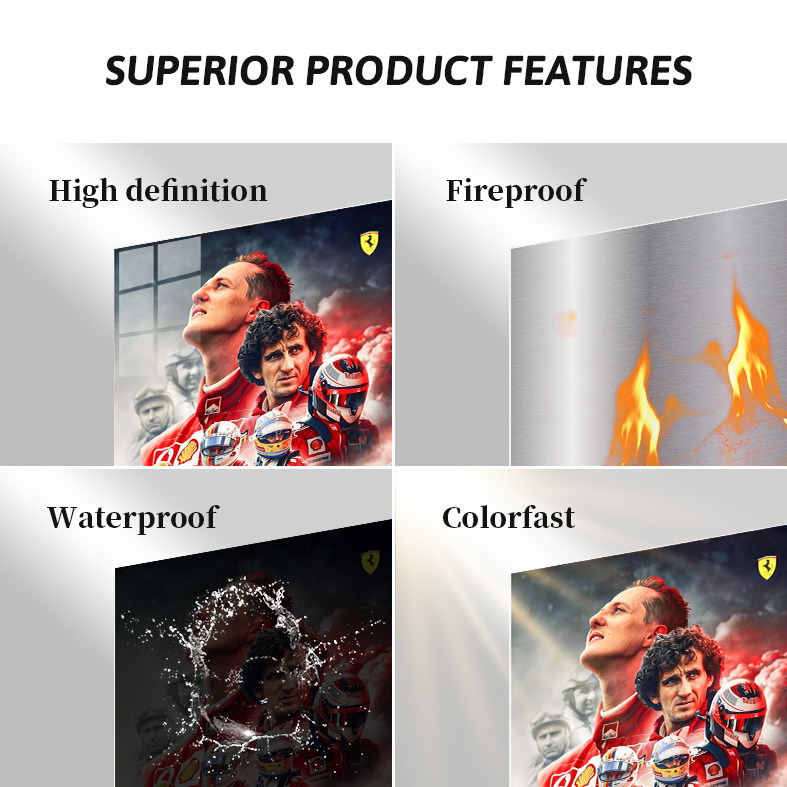 SUPERIOR PRODUCT FEATURES
High definition
Fireproof
Waterproof
Colorfast